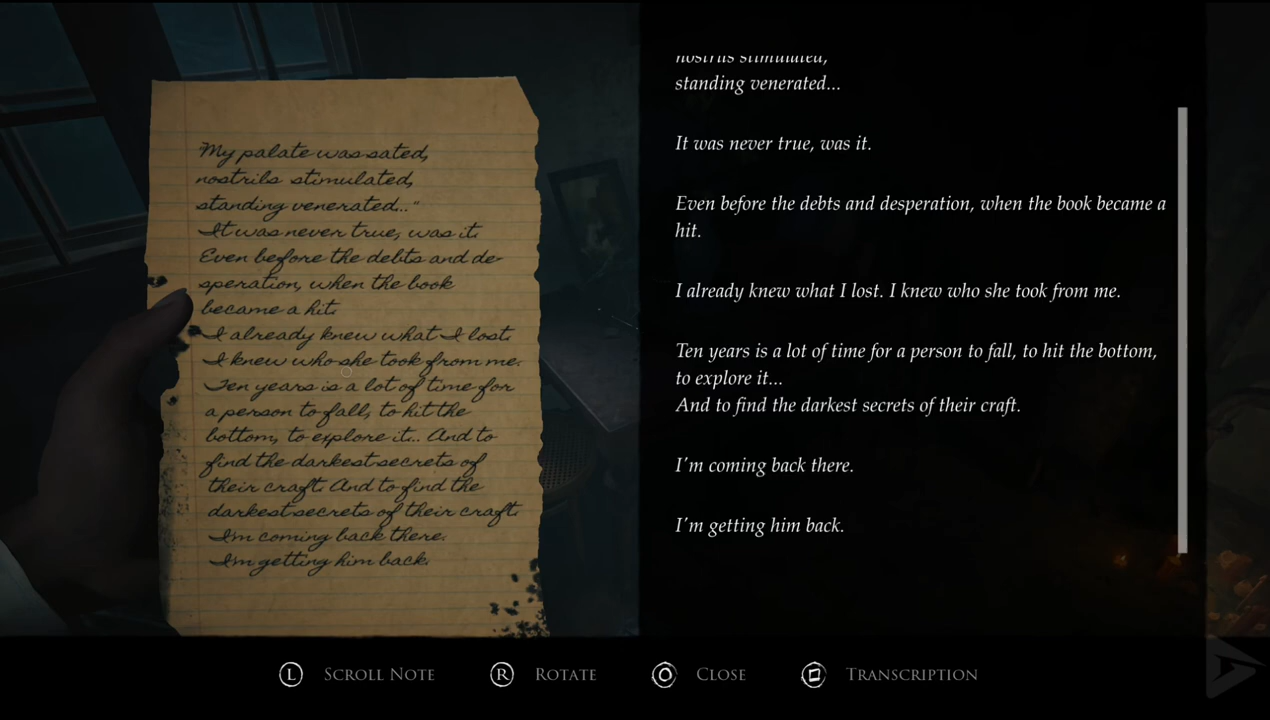 My palate was sated,
nostrils stimulated,
standing venerated..."
It was never true, was it.
Even before the debts and de-
speration, when the book
became a hit.
I already knew what I lost.
I knew who she took from me.
Ten years is a lot of time for
a person to fall, to hit the
bottom, to explore it... And to
find the darkest secrets of
their craft. And to find the
darkest secrets of their craft.
I'm coming back there.
I'm getting him back.
nostrils stimulated,
standing venerated...
It was never true, was it.
Even before the debts and desperation, when the book became a
hit.
I already knew what I lost. I knew who she took from me.
Ten years is a lot of time for a person to fall, to hit the bottom,
to explore it...
And to find the darkest secrets of their craft.
I'm coming back there.
I'm getting him back.
L SCROLL NOTE R ROTATE CLOSE TRANSCRIPTION